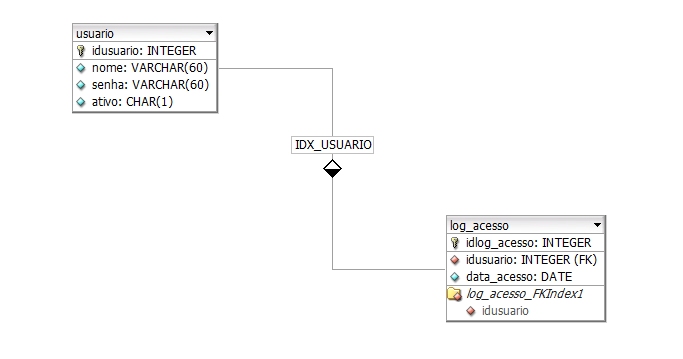 usuario
idusuario: INTEGER
nome: VARCHAR(60)
senha: VARCHAR(60)
ativo: CHAR(1)
IDX_USUARIO
log_acesso
idlog_acesso: INTEGER
idusuario: INTEGER (FK)
data_acesso: DATE
log_acesso_FKIndex1
idusuario